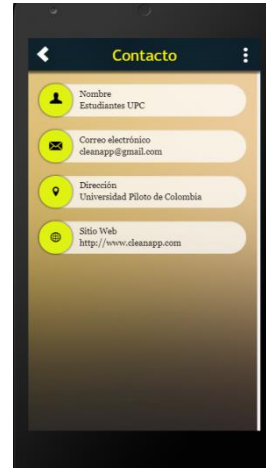 Contacto
Nombre
Estudiantes UPC
Correo electrónico
cleanapp@gmail.com
Dirección
Universidad Piloto de Colombia
Sitio Web
http://www.cleanapp.com